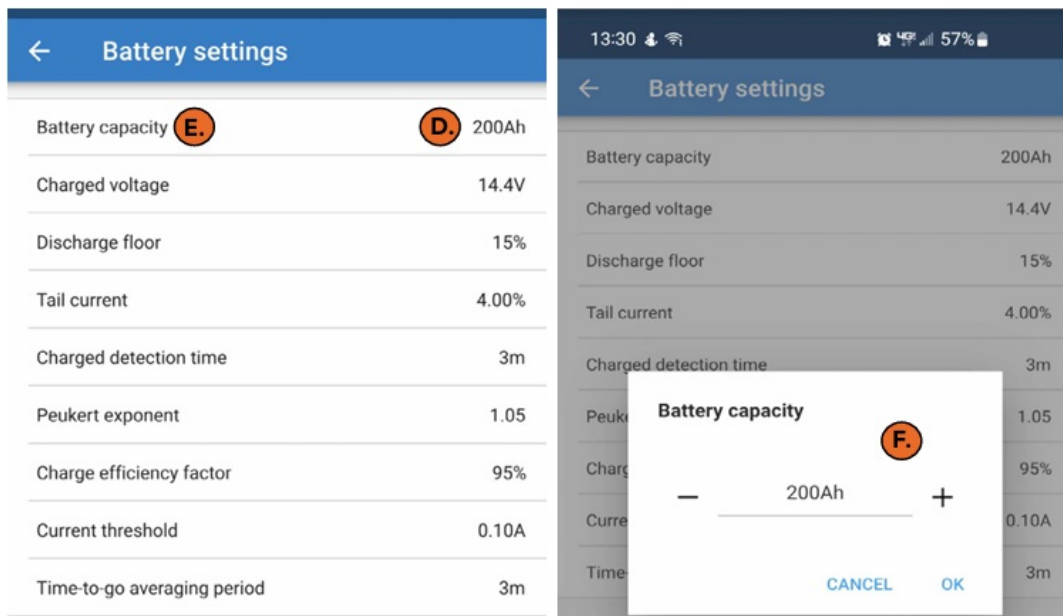 Battery settings
Battery capacity E. D. 200Ah
Charged voltage 14.4V
Discharge floor 15%
Tail current 4.00%
Charged detection time 3m
Peukert exponent 1.05
Charge efficiency factor 95%
Current threshold 0.10A
Time-to-go averaging period 3m
13:30 57%
Battery settings
Battery capacity 200Ah
Charged voltage 14.4V
Discharge floor 15%
Tail current 4.00%
Charged detection time 3m
Peuke 1.05
Charg 95%
Curre 0.10A
Time- 3m
Battery capacity
F.
− 200Ah +
CANCEL OK